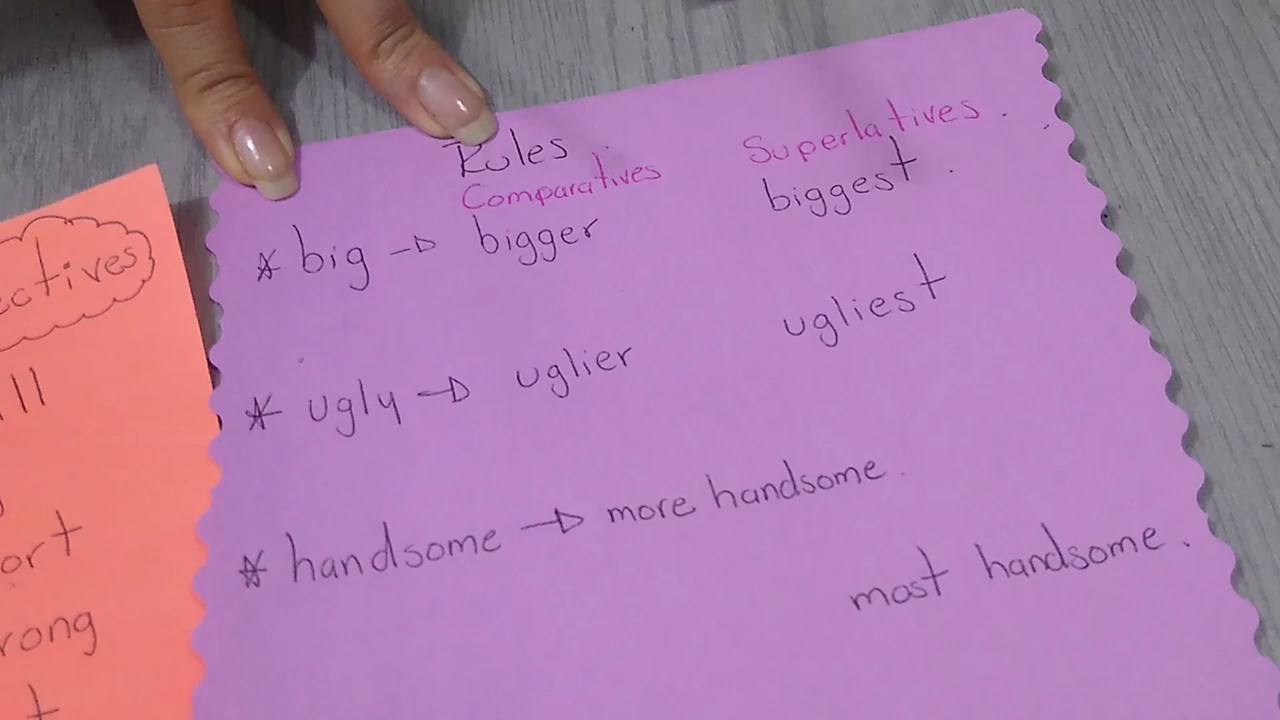 Rules
Comparatives Superlatives.
* big → bigger biggest.
* ugly → uglier ugliest
* handsome → more handsome.
most handsome.
ectives
ll
ort
rong
t